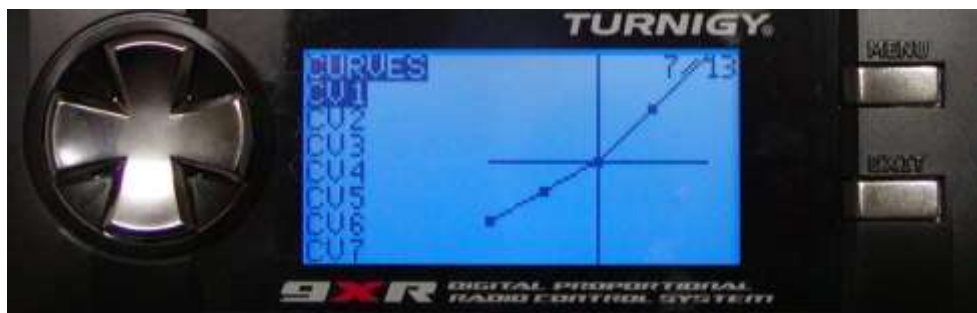 TURNIGY®
MENU
CURVES 7/13
CV1
CV2
CV3
CV4
CV5
CV6
CV7
EXIT
9XR DIGITAL PROPORTIONAL
RADIO CONTROL SYSTEM